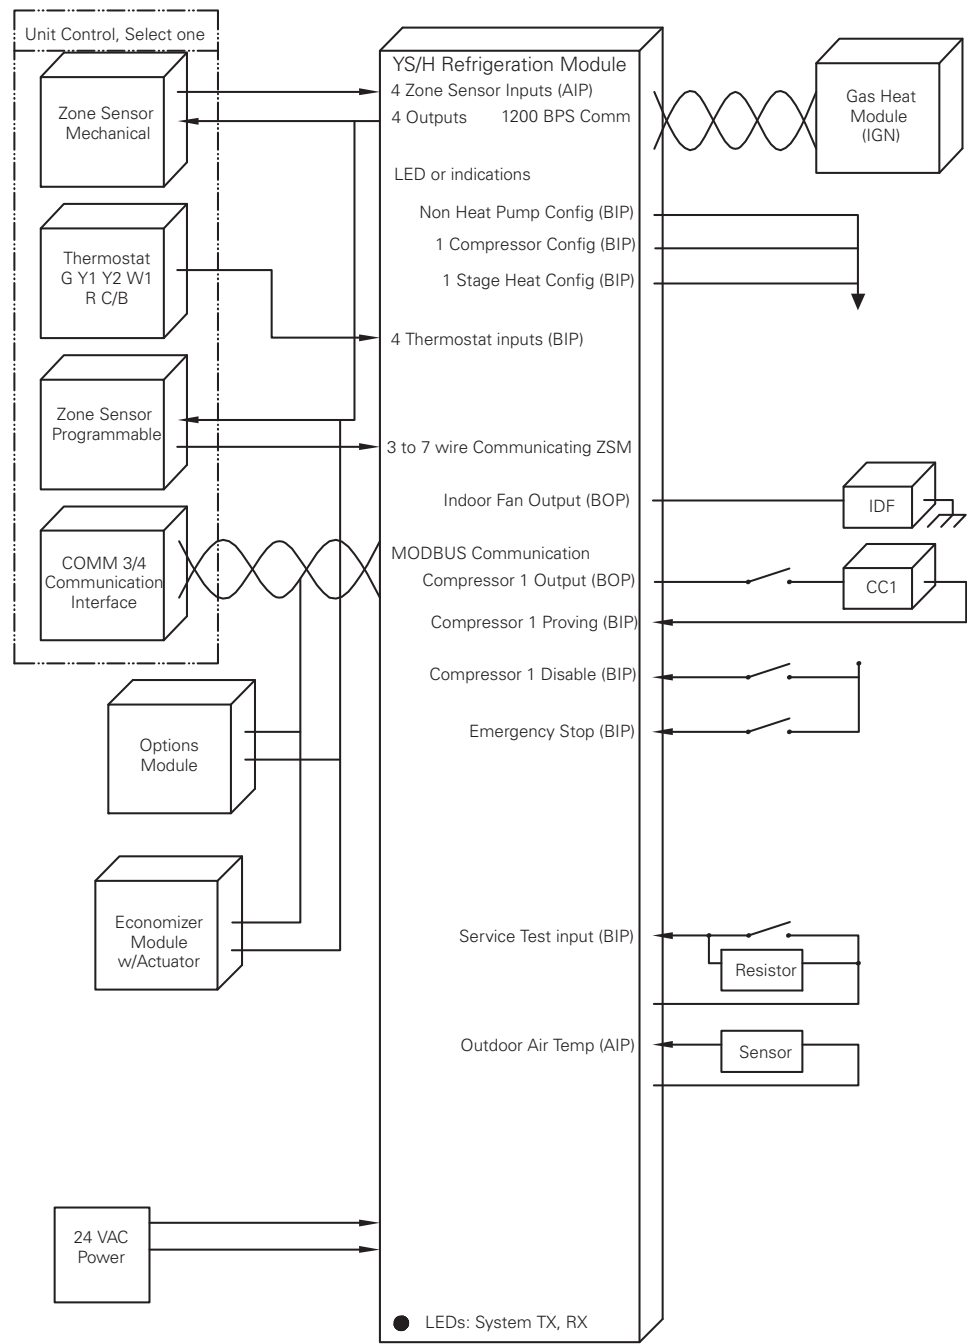 Unit Control, Select one
Zone Sensor
Mechanical
Thermostat
G Y1 Y2 W1
R C/B
Zone Sensor
Programmable
COMM 3/4
Communication
Interface
Options
Module
Economizer
Module
w/Actuator
24 VAC
Power
YS/H Refrigeration Module
4 Zone Sensor Inputs (AIP)
4 Outputs 1200 BPS Comm
LED or indications
Non Heat Pump Config (BIP)
1 Compressor Config (BIP)
1 Stage Heat Config (BIP)
4 Thermostat inputs (BIP)
3 to 7 wire Communicating ZSM
Indoor Fan Output (BOP)
MODBUS Communication
Compressor 1 Output (BOP)
Compressor 1 Proving (BIP)
Compressor 1 Disable (BIP)
Emergency Stop (BIP)
Service Test input (BIP)
Outdoor Air Temp (AIP)
LEDs: System TX, RX
Gas Heat
Module
(IGN)
IDF
CC1
Resistor
Sensor